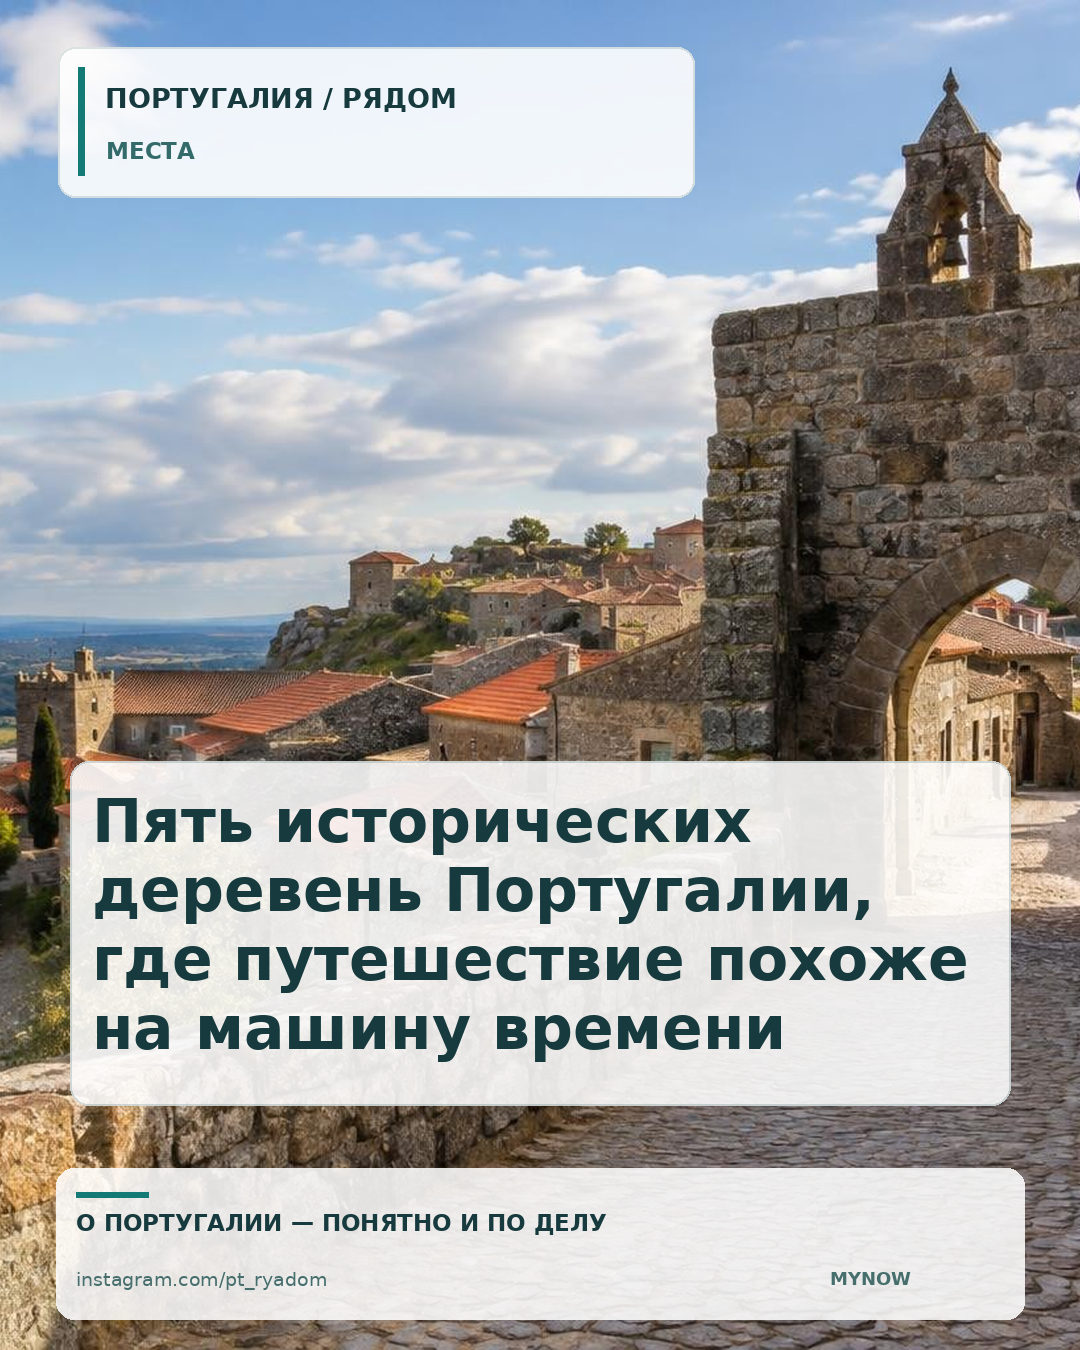 ПОРТУГАЛИЯ / РЯДОМ
МЕСТА
Пять исторических
деревень Португалии,
где путешествие похоже
на машину времени
О ПОРТУГАЛИИ — ПОНЯТНО И ПО ДЕЛУ
instagram.com/pt_ryadom
MYNOW